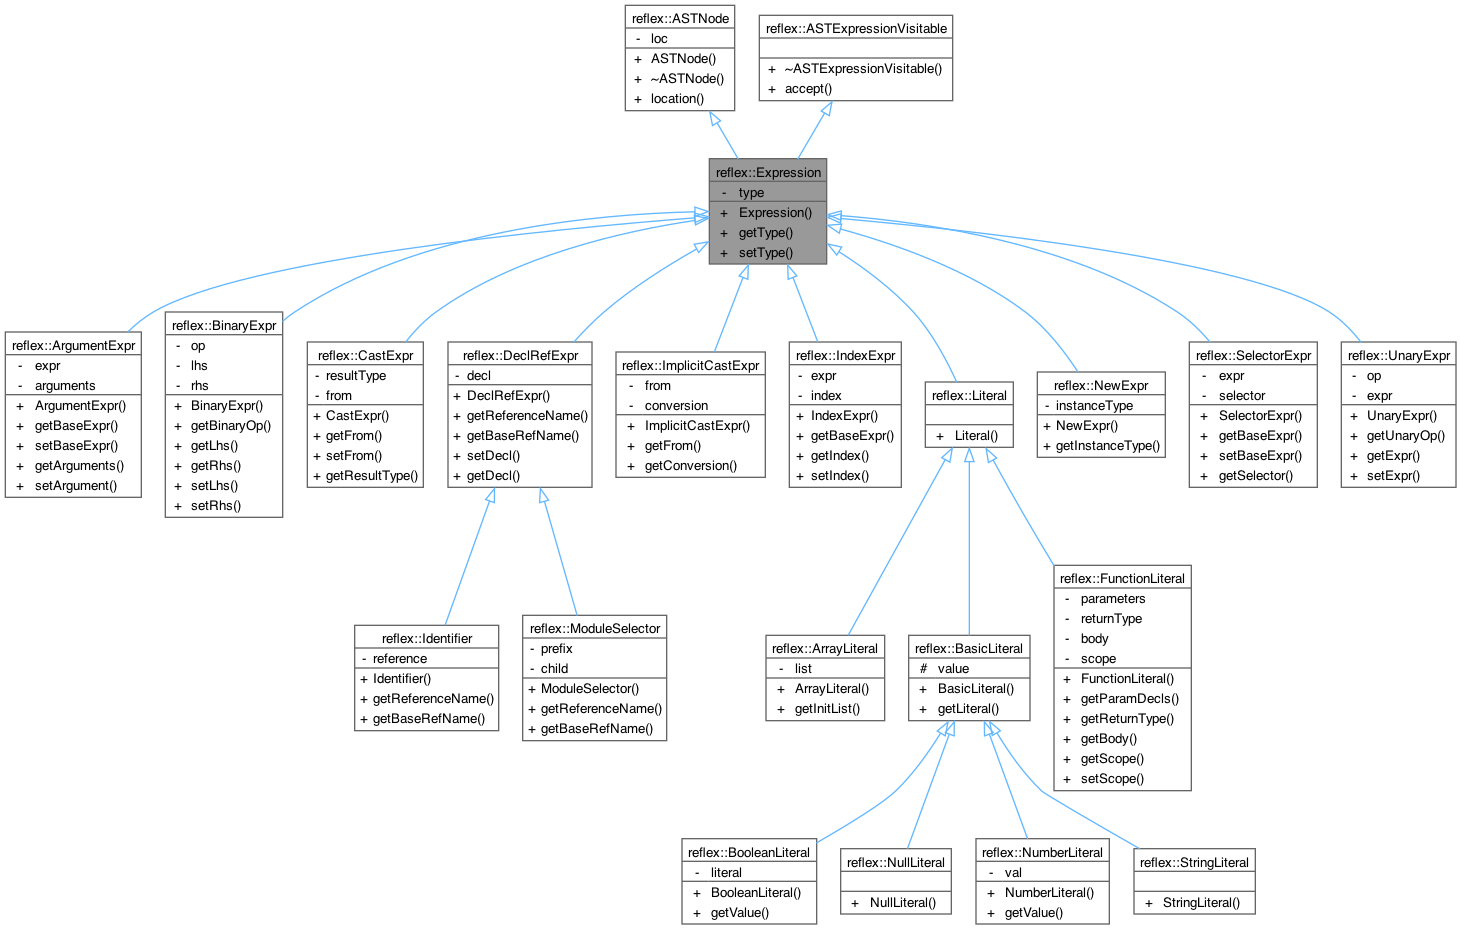 reflex::ASTNode
- loc
+ ASTNode()
+ ~ASTNode()
+ location()
reflex::ASTExpressionVisitable
+ ~ASTExpressionVisitable()
+ accept()
reflex::Expression
- type
+ Expression()
+ getType()
+ setType()
reflex::ArgumentExpr
- expr
- arguments
+ ArgumentExpr()
+ getBaseExpr()
+ setBaseExpr()
+ getArguments()
+ setArgument()
reflex::BinaryExpr
- op
- lhs
- rhs
+ BinaryExpr()
+ getBinaryOp()
+ getLhs()
+ getRhs()
+ setLhs()
+ setRhs()
reflex::CastExpr
- resultType
- from
+ CastExpr()
+ getFrom()
+ setFrom()
+ getResultType()
reflex::DeclRefExpr
- decl
+ DeclRefExpr()
+ getReferenceName()
+ getBaseRefName()
+ setDecl()
+ getDecl()
reflex::ImplicitCastExpr
- from
- conversion
+ ImplicitCastExpr()
+ getFrom()
+ getConversion()
reflex::IndexExpr
- expr
- index
+ IndexExpr()
+ getBaseExpr()
+ getIndex()
+ setIndex()
reflex::Literal
+ Literal()
reflex::NewExpr
- instanceType
+ NewExpr()
+ getInstanceType()
reflex::SelectorExpr
- expr
- selector
+ SelectorExpr()
+ getBaseExpr()
+ setBaseExpr()
+ getSelector()
reflex::UnaryExpr
- op
- expr
+ UnaryExpr()
+ getUnaryOp()
+ getExpr()
+ setExpr()
reflex::Identifier
- reference
+ Identifier()
+ getReferenceName()
+ getBaseRefName()
reflex::ModuleSelector
- prefix
- child
+ ModuleSelector()
+ getReferenceName()
+ getBaseRefName()
reflex::ArrayLiteral
- list
+ ArrayLiteral()
+ getInitList()
reflex::BasicLiteral
# value
+ BasicLiteral()
+ getLiteral()
reflex::FunctionLiteral
- parameters
- returnType
- body
- scope
+ FunctionLiteral()
+ getParamDecls()
+ getReturnType()
+ getBody()
+ getScope()
+ setScope()
reflex::BooleanLiteral
- literal
+ BooleanLiteral()
+ getValue()
reflex::NullLiteral
+ NullLiteral()
reflex::NumberLiteral
- val
+ NumberLiteral()
+ getValue()
reflex::StringLiteral
+ StringLiteral()